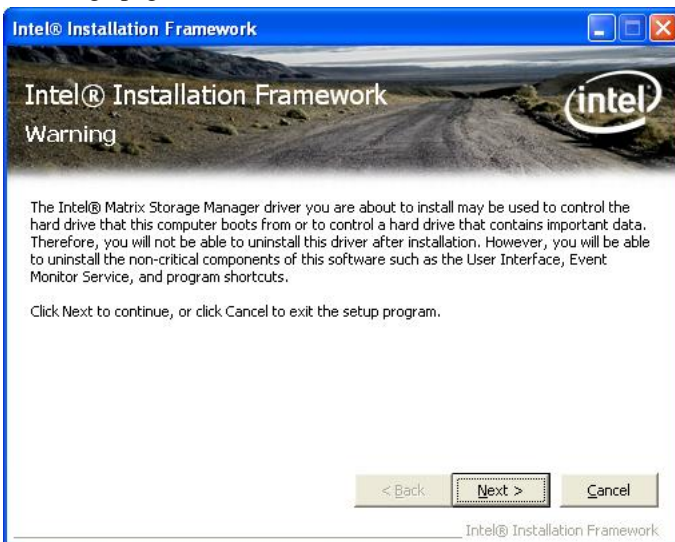 Intel® Installation Framework
Intel® Installation Framework
intel
Warning
The Intel® Matrix Storage Manager driver you are about to install may be used to control the
hard drive that this computer boots from or to control a hard drive that contains important data.
Therefore, you will not be able to uninstall this driver after installation. However, you will be able
to uninstall the non-critical components of this software such as the User Interface, Event
Monitor Service, and program shortcuts.
Click Next to continue, or click Cancel to exit the setup program.
< Back Next > Cancel
Intel® Installation Framework